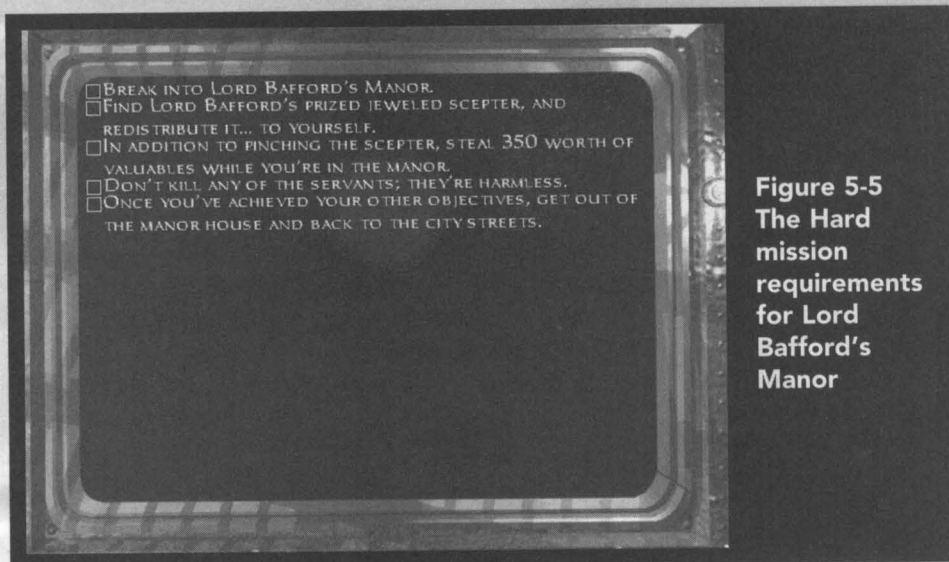 BREAK INTO LORD BAFFORD'S MANOR.
FIND LORD BAFFORD'S PRIZED JEWELED SCEPTER, AND
REDISTRIBUTE IT... TO YOURSELF.
IN ADDITION TO PINCHING THE SCEPTER, STEAL 350 WORTH OF
VALUABLES WHILE YOU'RE IN THE MANOR.
DON'T KILL ANY OF THE SERVANTS; THEY'RE HARMLESS.
ONCE YOU'VE ACHIEVED YOUR OTHER OBJECTIVES, GET OUT OF
THE MANOR HOUSE AND BACK TO THE CITY STREETS.
Figure 5-5
The Hard
mission
requirements
for Lord
Bafford's
Manor